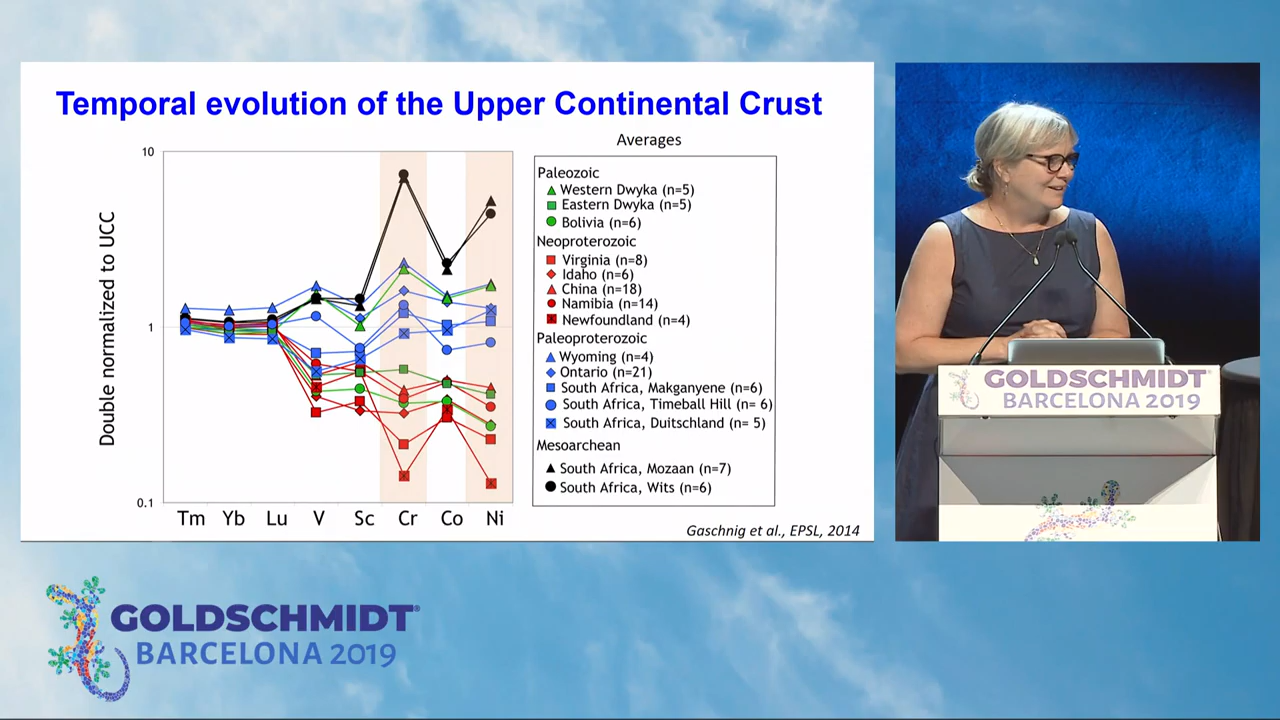 Temporal evolution of the Upper Continental Crust
Averages
10
1
0.1
Double normalized to UCC
Tm Yb Lu V Sc Cr Co Ni
Paleozoic
Western Dwyka (n=5)
Eastern Dwyka (n=5)
Bolivia (n=6)
Neoproterozoic
Virginia (n=8)
Idaho (n=6)
China (n=18)
Namibia (n=14)
Newfoundland (n=4)
Paleoproterozoic
Wyoming (n=4)
Ontario (n=21)
South Africa, Makganyene (n=6)
South Africa, Timeball Hill (n= 6)
South Africa, Duitschland (n= 5)
Mesoarchean
South Africa, Mozaan (n=7)
South Africa, Wits (n=6)
Gaschnig et al., EPSL, 2014
GOLDSCHMIDT
BARCELONA 2019
GOLDSCHMIDT®
BARCELONA 2019